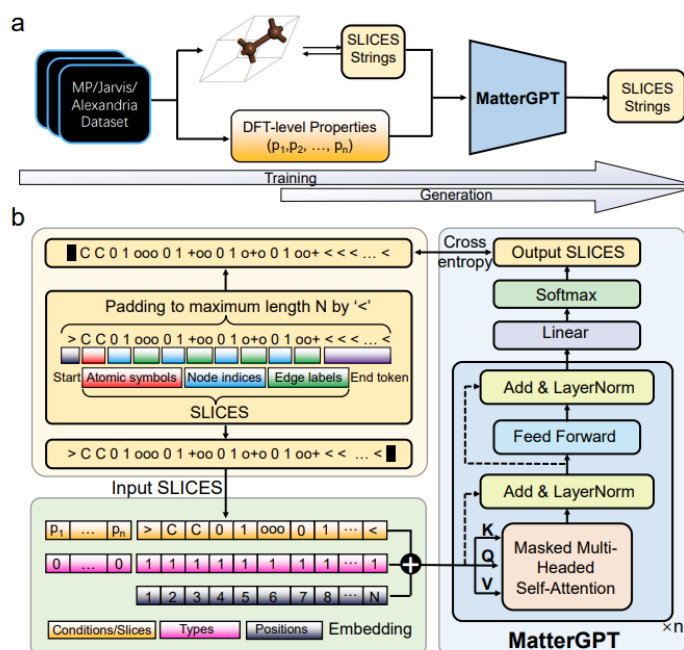 a
MP/Jarvis/
Alexandria
Dataset
SLICES
Strings
DFT-level Properties
(p₁,p₂, ..., pₙ)
MatterGPT
SLICES
Strings
Training
Generation
b
C C 0 1 ooo 0 1 +oo 0 1 o+o 0 1 oo+ < < < ... <
Padding to maximum length N by '<'
> C C 0 1 ooo 0 1 +oo 0 1 o+o 0 1 oo+ < < < ... <
Start Atomic symbols Node indices Edge labels End token
SLICES
> C C 0 1 ooo 0 1 +oo 0 1 o+o 0 1 oo+ < < ... <
Input SLICES
p₁ ... pₙ > C C 0 1 ooo 0 1 ... <
0 ... 0 1 1 1 1 1 1 1 1 ... 1
1 2 3 4 5 6 7 8 ... N
Conditions/Slices Types Positions Embedding
Cross
entropy
Output SLICES
Softmax
Linear
Add & LayerNorm
Feed Forward
Add & LayerNorm
K
Q
V
Masked Multi-
Headed
Self-Attention
×n
MatterGPT